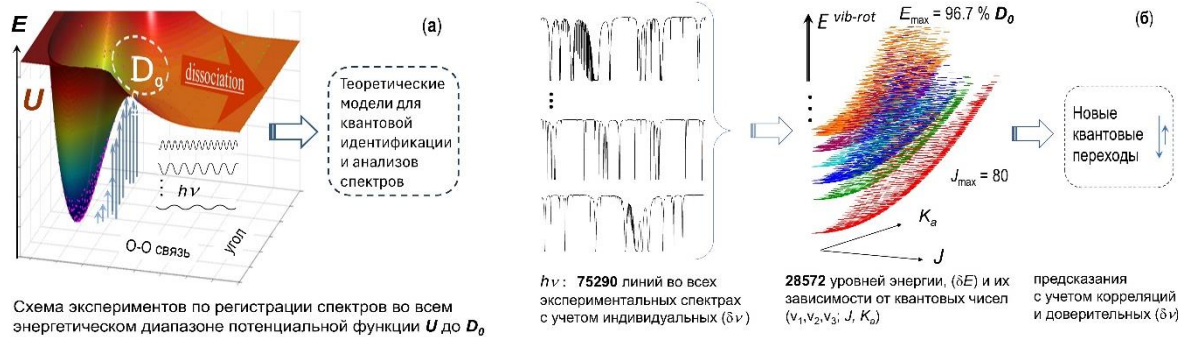 E
(а)
D₀
dissociation
U
hν
О-О связь
угол
Теоретические
модели для
квантовой
идентификации
и анализов
спектров
Схема экспериментов по регистрации спектров во всем
энергетическом диапазоне потенциальной функции U до D₀
hν : 75290 линий во всех
экспериментальных спектрах
с учетом индивидуальных (δν)
E vib-rot
Eₘₐₓ = 96.7 % D₀
(б)
Jₘₐₓ = 80
Kₐ
J
28572 уровней энергии, (δE) и их
зависимости от квантовых чисел
(v₁,v₂,v₃; J, Kₐ)
Новые
квантовые
переходы
предсказания
с учетом корреляций
и доверительных (δν)